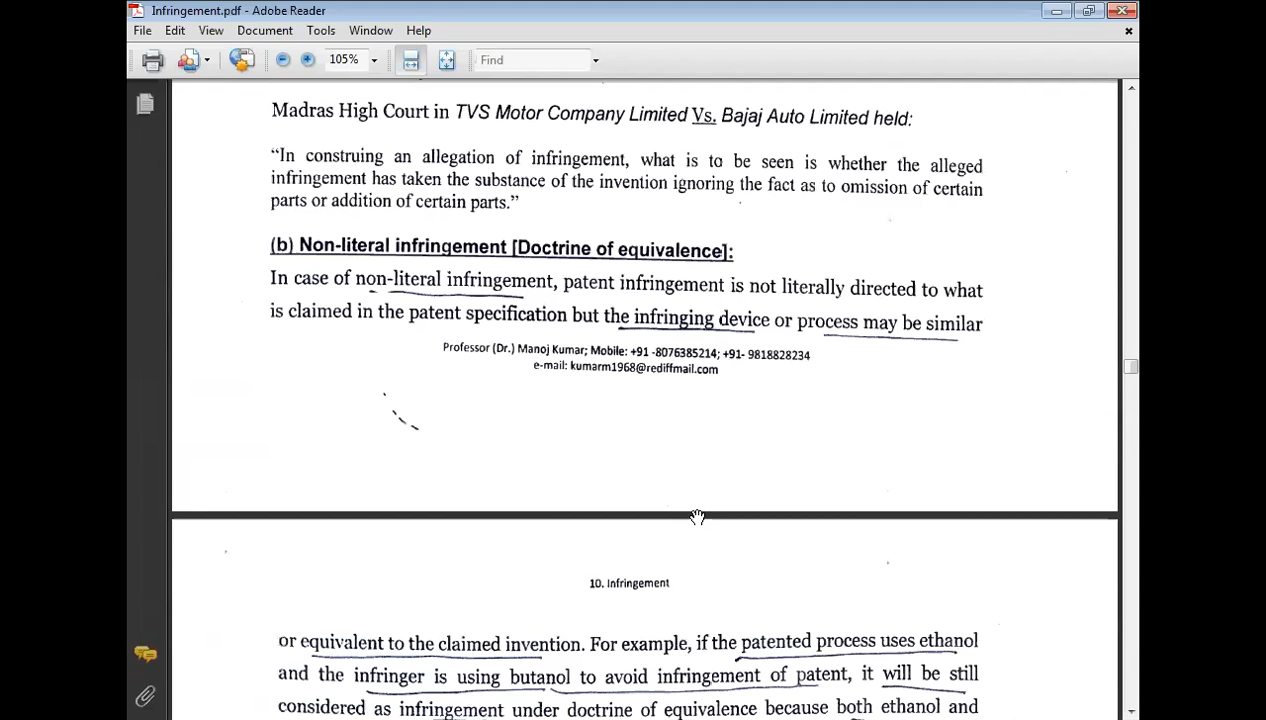 Infringement.pdf - Adobe Reader
File Edit View Document Tools Window Help
105% Find
Madras High Court in TVS Motor Company Limited Vs. Bajaj Auto Limited held:
“In construing an allegation of infringement, what is to be seen is whether the alleged
infringement has taken the substance of the invention ignoring the fact as to omission of certain
parts or addition of certain parts.”
(b) Non-literal infringement [Doctrine of equivalence]:
In case of non-literal infringement, patent infringement is not literally directed to what
is claimed in the patent specification but the infringing device or process may be similar
Professor (Dr.) Manoj Kumar; Mobile: +91 -8076385214; +91- 9818828234
e-mail: kumarm1968@rediffmail.com
10. Infringement
or equivalent to the claimed invention. For example, if the patented process uses ethanol
and the infringer is using butanol to avoid infringement of patent, it will be still
considered as infringement under doctrine of equivalence because both ethanol and